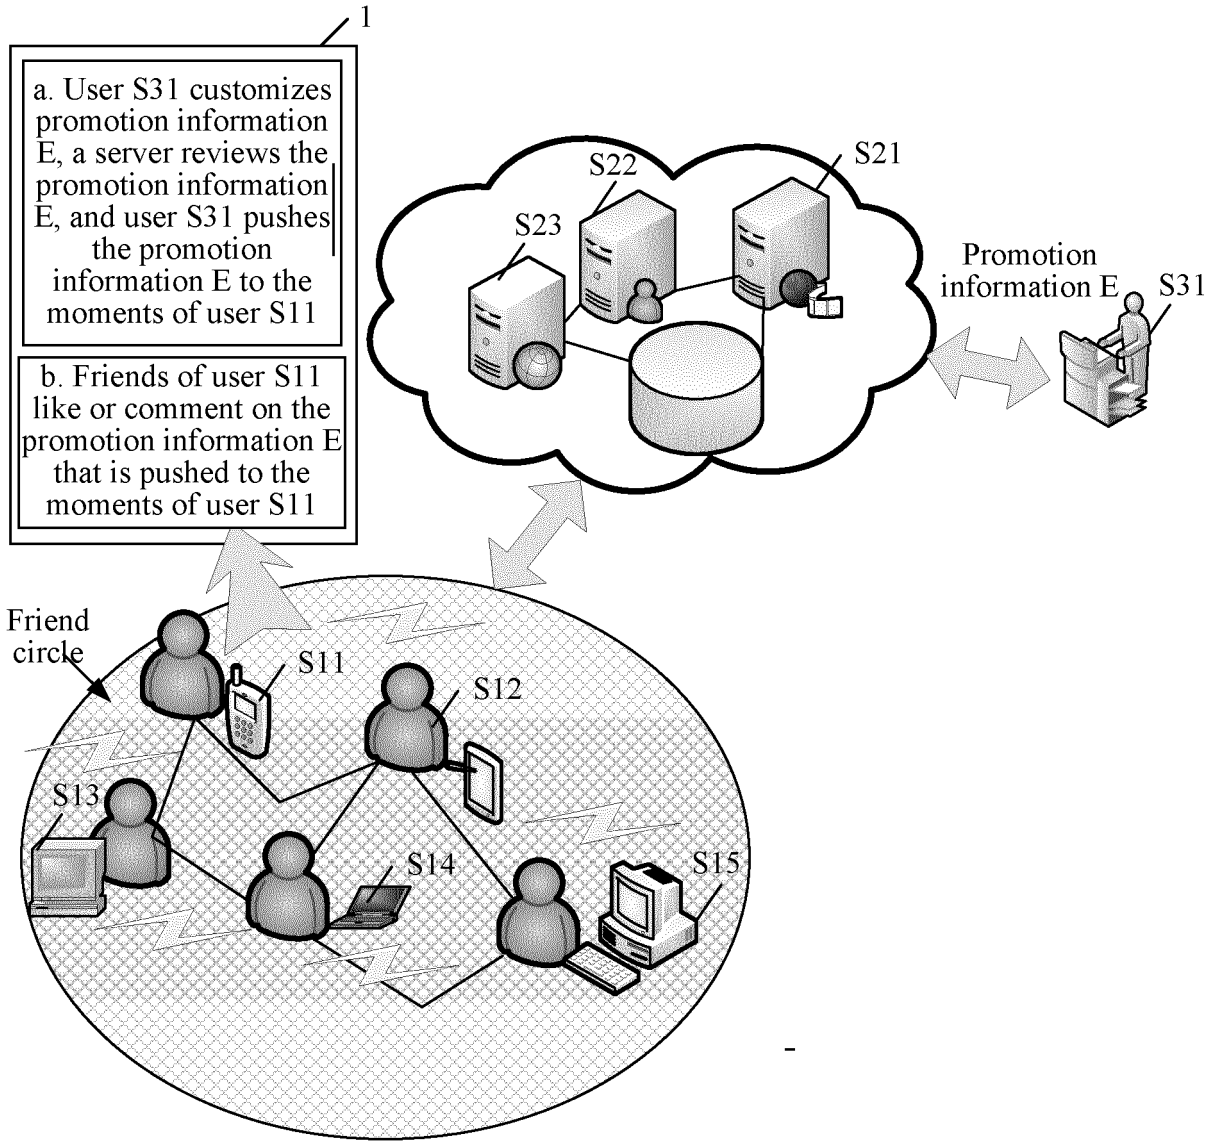 1
a. User S31 customizes
promotion information
E, a server reviews the
promotion information
E, and user S31 pushes
the promotion
information E to the
moments of user S11
b. Friends of user S11
like or comment on the
promotion information E
that is pushed to the
moments of user S11
S22
S21
S23
Promotion
information E
S31
Friend
circle
S11
S12
S13
S14
S15